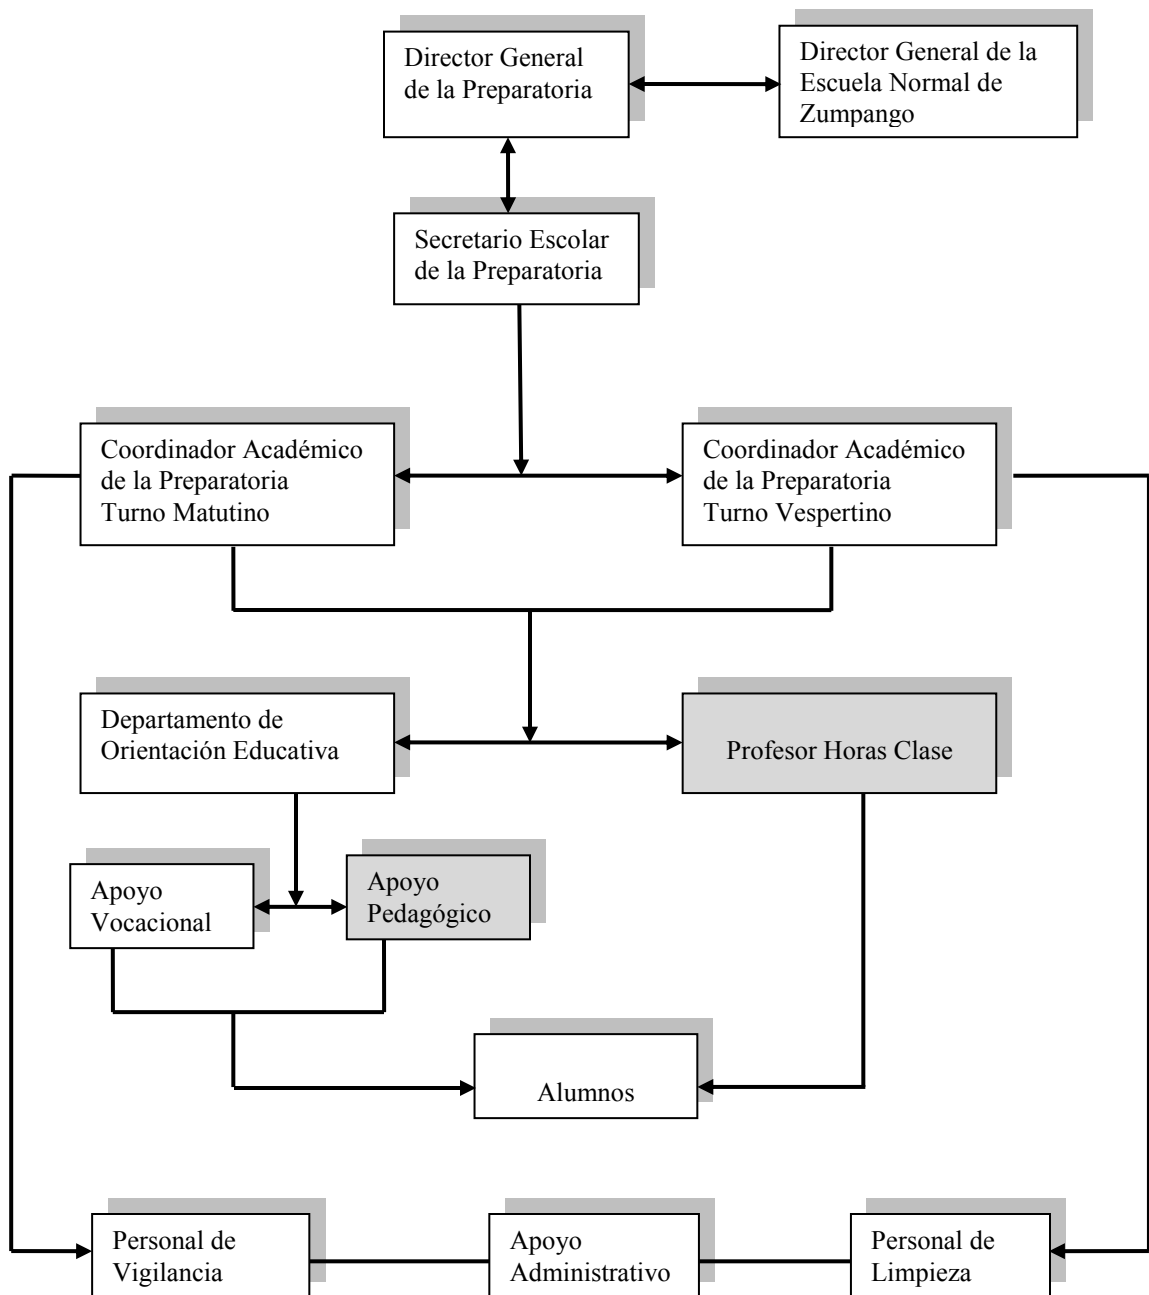 Director General
de la Preparatoria
Director General de la
Escuela Normal de
Zumpango
Secretario Escolar
de la Preparatoria
Coordinador Académico
de la Preparatoria
Turno Matutino
Coordinador Académico
de la Preparatoria
Turno Vespertino
Departamento de
Orientación Educativa
Profesor Horas Clase
Apoyo
Vocacional
Apoyo
Pedagógico
Alumnos
Personal de
Vigilancia
Apoyo
Administrativo
Personal de
Limpieza